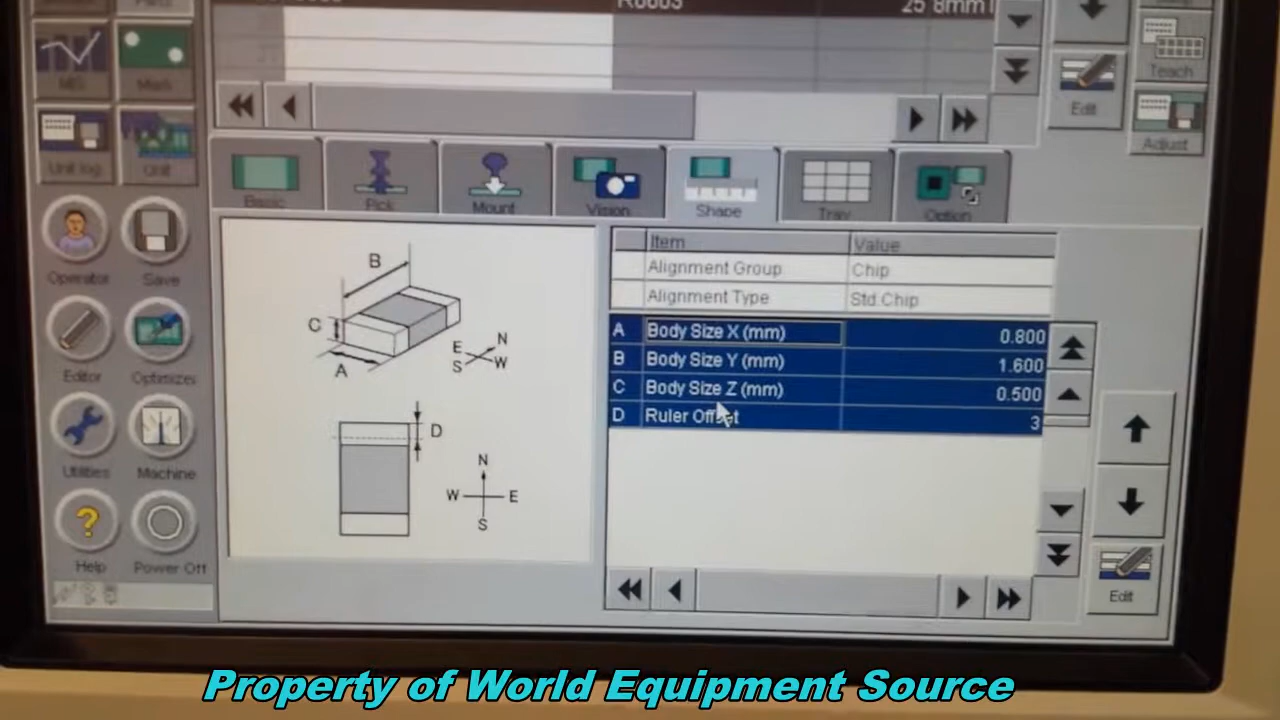 R0603
25 8mm
Mark
Teach
Edit
Unit
Adjust
Basic
Pick
Mount
Vision
Shape
Tray
Option
Operator
Save
Editor
Optimizer
Utilities
Machine
Help
Power Off
B
C
A
E
N
S
W
D
N
W
E
S
Item Value
Alignment Group Chip
Alignment Type Std.Chip
A Body Size X (mm) 0.800
B Body Size Y (mm) 1.600
C Body Size Z (mm) 0.500
D Ruler Offset 3
Edit
Property of World Equipment Source